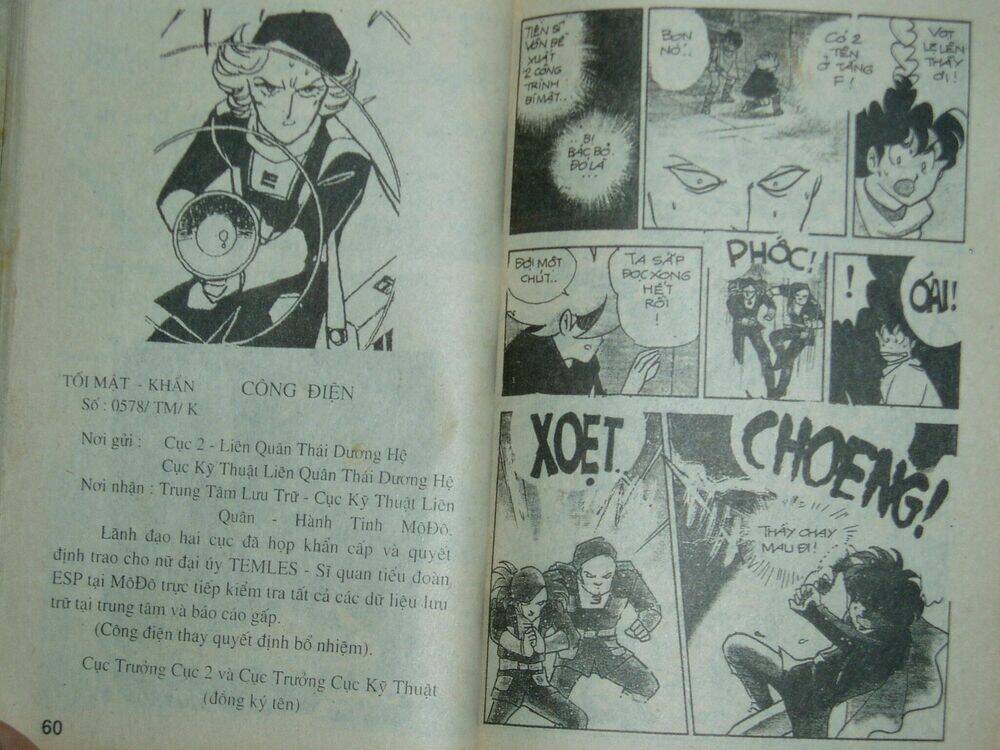 TỐI MẬT - KHẨN
CÔNG ĐIỆN
Số : 0578/ TM/ K
Nơi gửi : Cục 2 - Liên Quân Thái Dương Hệ
Cục Kỹ Thuật Liên Quân Thái Dương Hệ
Nơi nhận : Trung Tâm Lưu Trữ - Cục Kỹ Thuật Liên
Quân - Hành Tinh MôĐô.
Lãnh đạo hai cục đã họp khẩn cấp và quyết
định trao cho nữ đại úy TEMLES - Sĩ quan tiểu đoàn
ESP tại MôĐô trực tiếp kiểm tra tất cả các dữ liệu lưu
trữ tại trung tâm và báo cáo gấp.
(Công điện thay quyết định bổ nhiệm).
Cục Trưởng Cục 2 và Cục Trưởng Cục Kỹ Thuật
(đồng ký tên)
60
TIẾN SĨ
VỐN ĐỀ
XUẤT
2 CÔNG
TRÌNH
BÍ MẬT..
BỊ
BÁC BỎ
ĐÓ LÀ
...
BỌN
NÓ..
CÓ 2
TÊN
Ở TẦNG
F!
VỌT
LẸ LÊN
THẦY
ƠI!
ĐỢI MỘT
CHÚT..
TA SẮP
ĐỌC XONG
HẾT
RỒI
!
PHỐC!
!
ÓAI!
XOẸT.
CHOENG!
THẦY CHẠY
MAU ĐI!